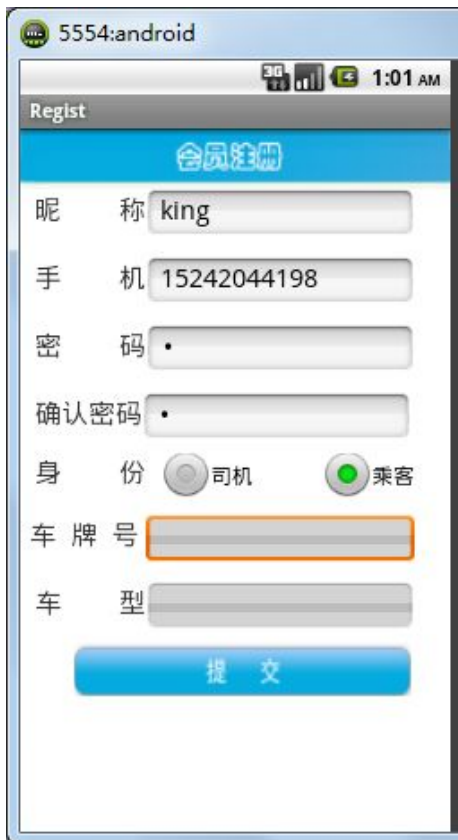 5554:android
3G 1:01 AM
Regist
会员注册
昵 称 king
手 机 15242044198
密 码 •
确认密码 •
身 份 司机 乘客
车 牌 号
车 型
提 交